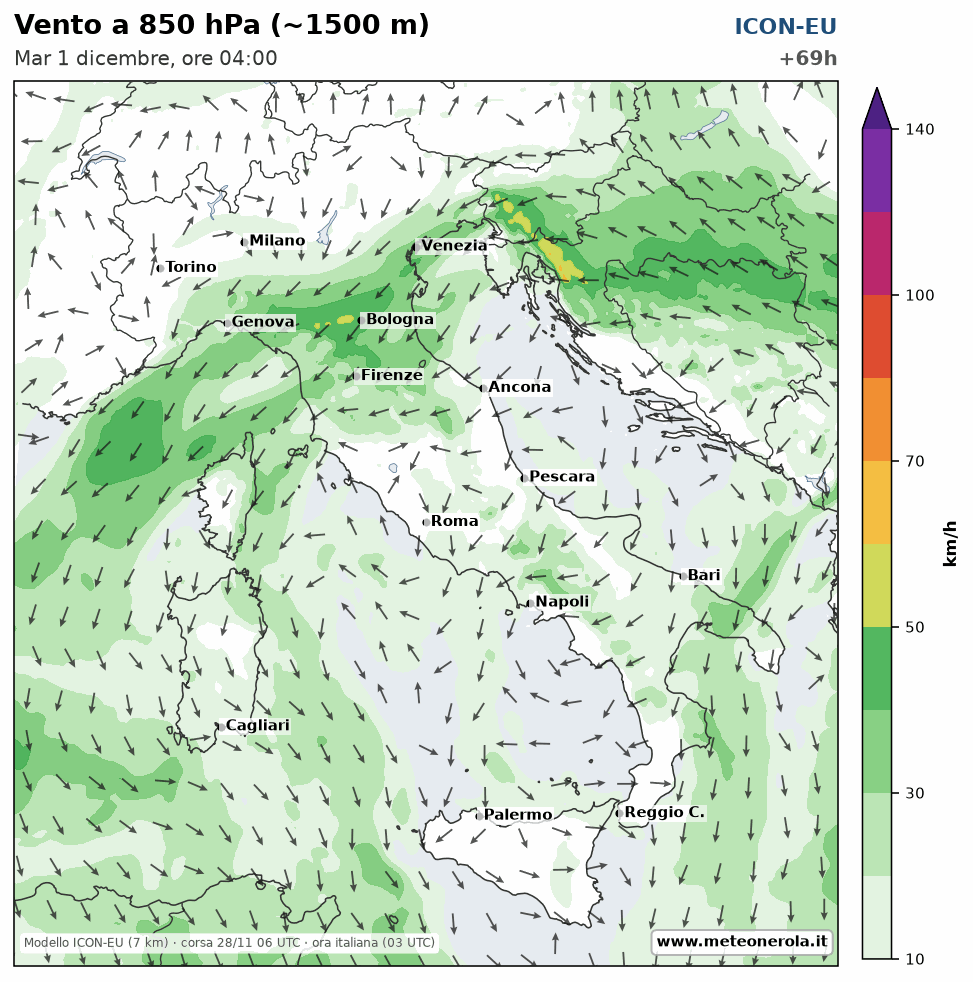 Vento a 850 hPa (~1500 m)
ICON-EU
Mar 1 dicembre, ore 04:00
+69h
140
100
70
50
30
10
km/h
Milano
Venezia
Torino
Genova
Bologna
Firenze
Ancona
Pescara
Roma
Bari
Napoli
Cagliari
Palermo
Reggio C.
Modello ICON-EU (7 km) · corsa 28/11 06 UTC · ora italiana (03 UTC)
www.meteonerola.it